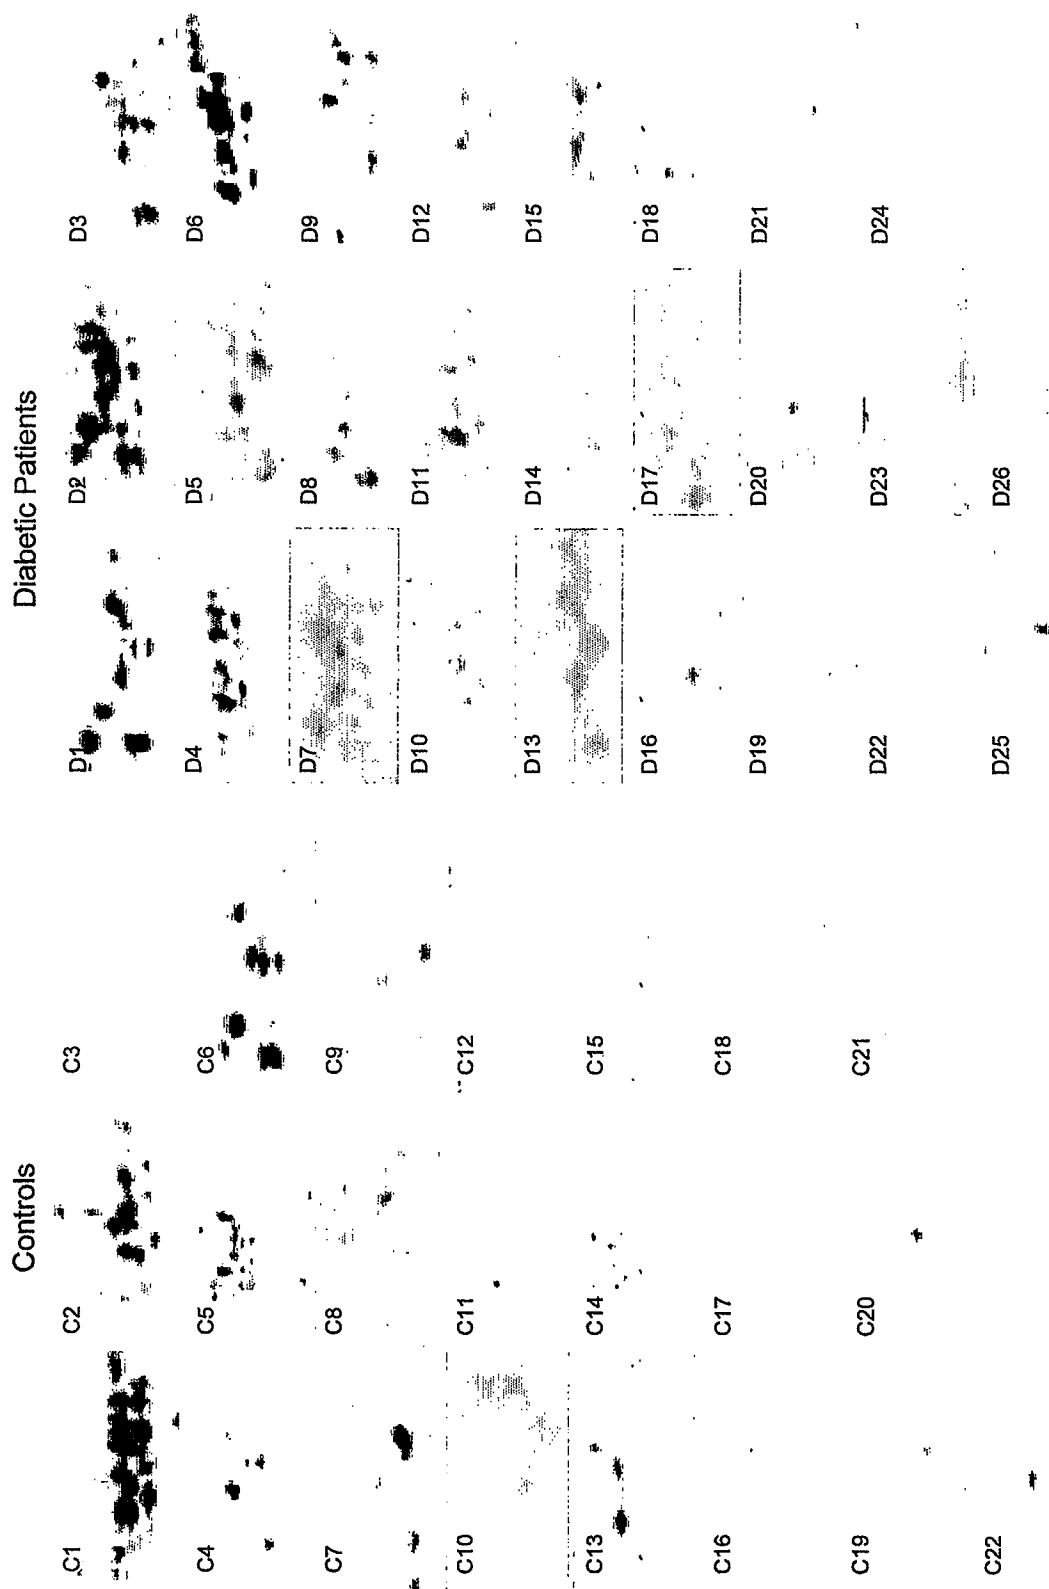 Controls
C1 C2 C3
C4 C5 C6
C7 C8 C9
C10 C11 C12
C13 C14 C15
C16 C17 C18
C19 C20 C21
C22
Diabetic Patients
D1 D2 D3
D4 D5 D6
D7 D8 D9
D10 D11 D12
D13 D14 D15
D16 D17 D18
D19 D20 D21
D22 D23 D24
D25 D26